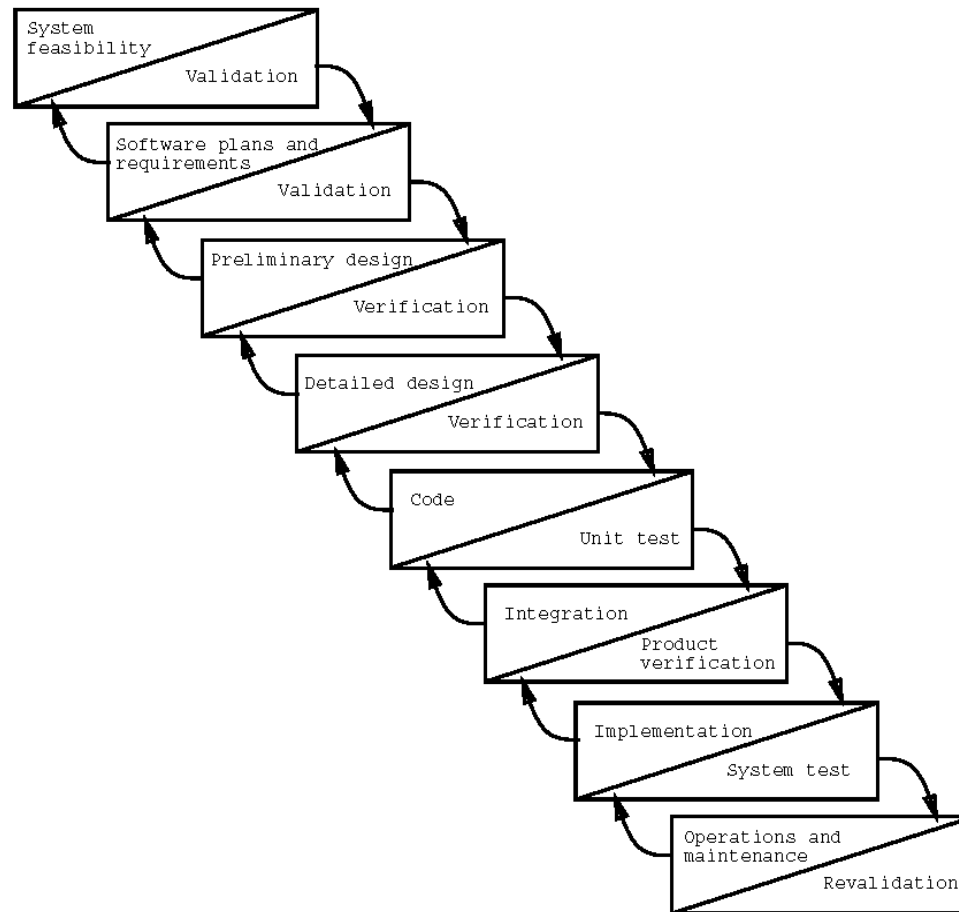 System
feasibility
Validation
Software plans and
requirements
Validation
Preliminary design
Verification
Detailed design
Verification
Code
Unit test
Integration
Product
verification
Implementation
System test
Operations and
maintenance
Revalidation